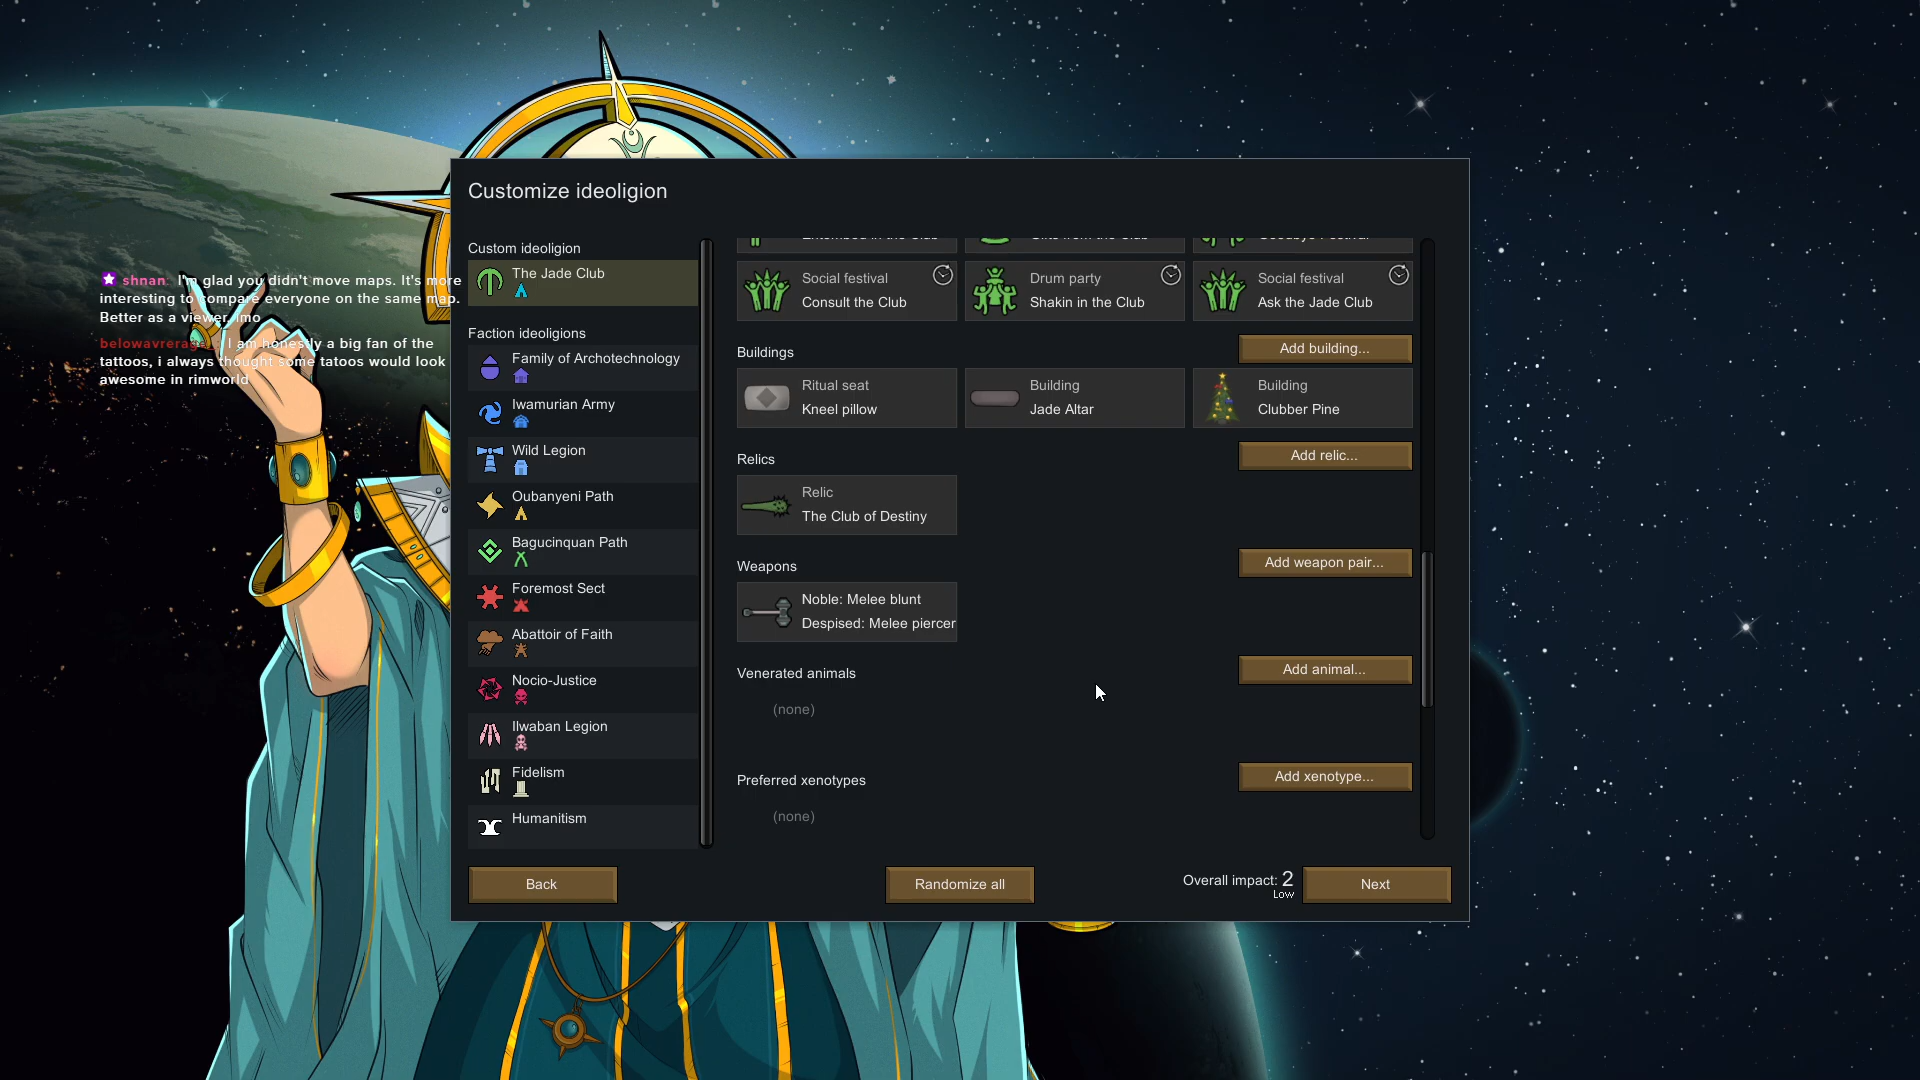 Customize ideoligion
Custom ideoligion
The Jade Club
Faction ideoligions
Family of Archotechnology
Iwamurian Army
Wild Legion
Oubanyeni Path
Bagucinquan Path
Foremost Sect
Abattoir of Faith
Nocio-Justice
Ilwaban Legion
Fidelism
Humanitism
shnan: I'm glad you didn't move maps. It's more
interesting to compare everyone on the same map.
Better as a viewer, imo
I am honestly a big fan of the
tattoos, i always thought some tatoos would look
awesome in rimworld
Social festival
Consult the Club
Drum party
Shakin in the Club
Social festival
Ask the Jade Club
Buildings
Add building...
Ritual seat
Kneel pillow
Building
Jade Altar
Building
Clubber Pine
Relics
Add relic...
Relic
The Club of Destiny
Weapons
Add weapon pair...
Noble: Melee blunt
Despised: Melee piercer
Venerated animals
Add animal...
(none)
Preferred xenotypes
Add xenotype...
(none)
Back
Randomize all
Overall impact: 2
Low
Next